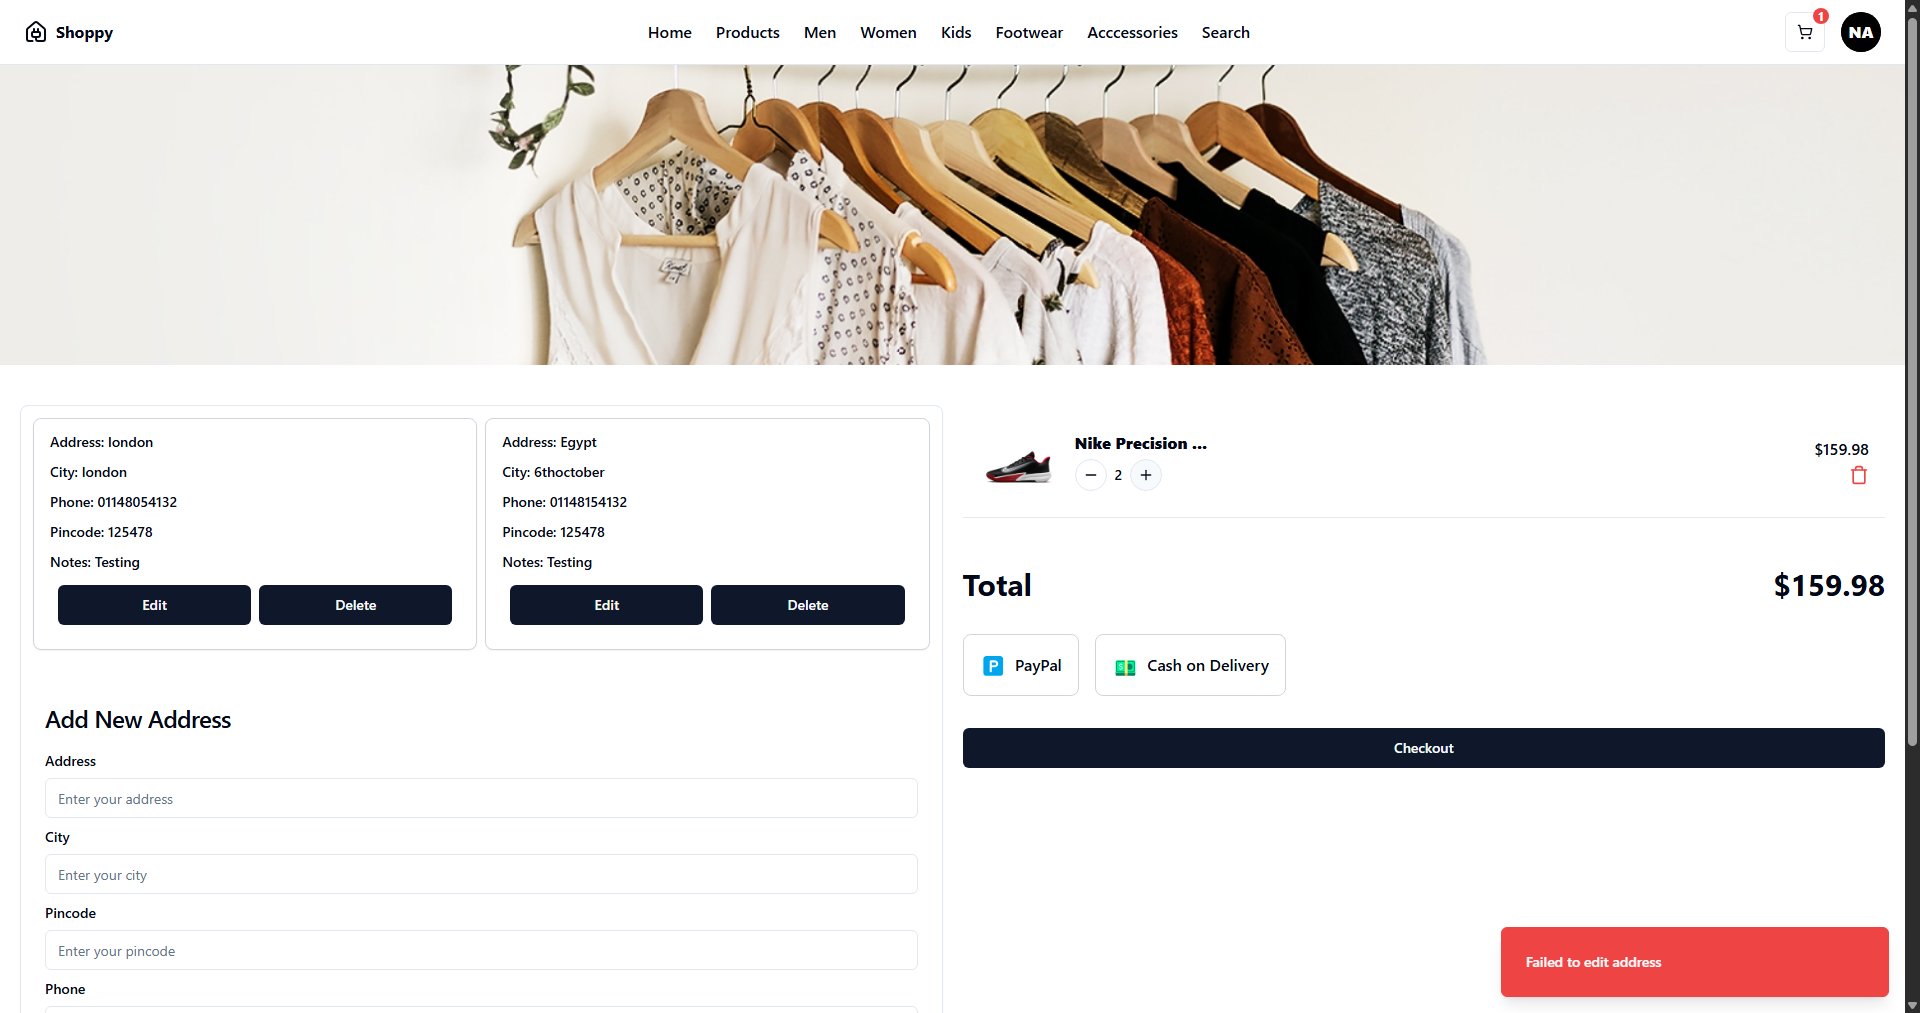 Shoppy
Home Products Men Women Kids Footwear Acccessories Search
1
NA
Address: london
City: london
Phone: 01148054132
Pincode: 125478
Notes: Testing
Edit Delete
Address: Egypt
City: 6thoctober
Phone: 01148154132
Pincode: 125478
Notes: Testing
Edit Delete
Add New Address
Address
Enter your address
City
Enter your city
Pincode
Enter your pincode
Phone
Nike Precision ...
2
$159.98
Total $159.98
PayPal
Cash on Delivery
Checkout
Failed to edit address